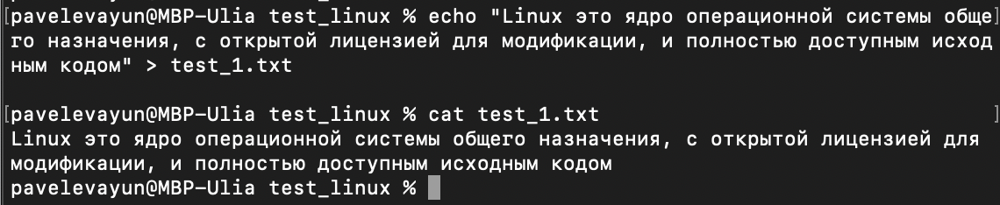 [pavelevayun@MBP-Ulia test_linux % echo "Linux это ядро операционной системы обще]
го назначения, с открытой лицензией для модификации, и полностью доступным исход
ным кодом" > test_1.txt
[pavelevayun@MBP-Ulia test_linux % cat test_1.txt ]
Linux это ядро операционной системы общего назначения, с открытой лицензией для
модификации, и полностью доступным исходным кодом
pavelevayun@MBP-Ulia test_linux %